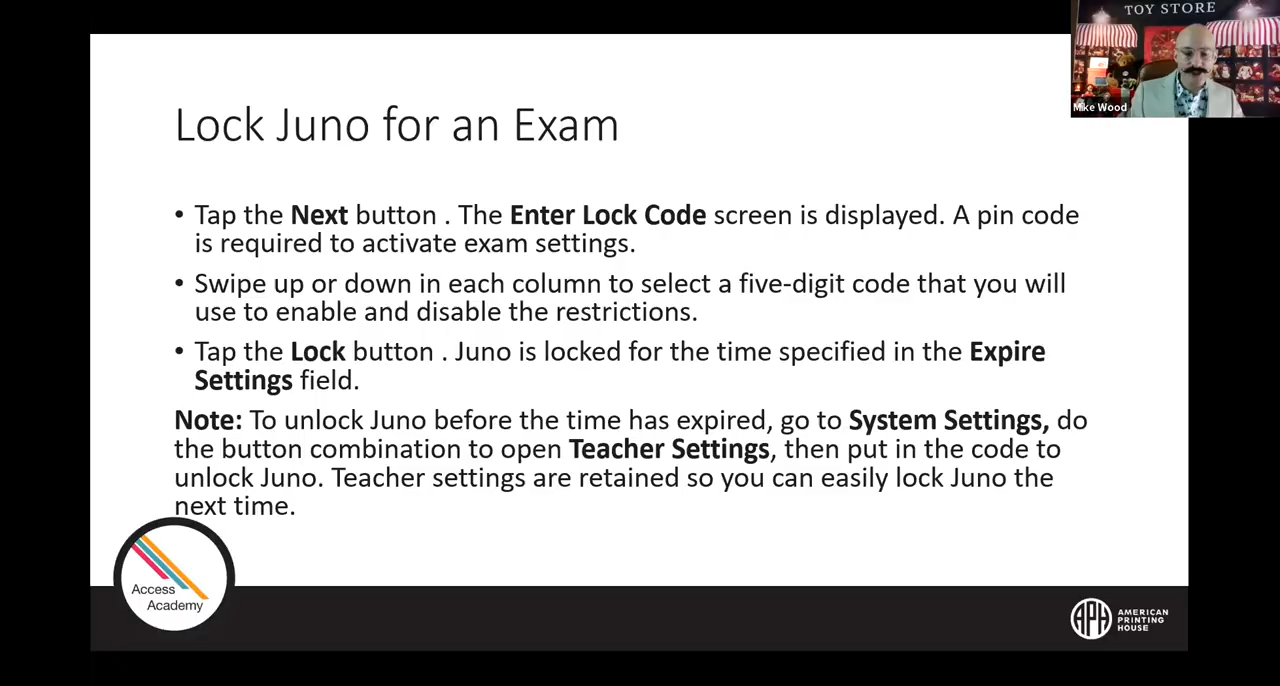 TOY STORE
Mike Wood
Lock Juno for an Exam
• Tap the Next button . The Enter Lock Code screen is displayed. A pin code
is required to activate exam settings.
• Swipe up or down in each column to select a five-digit code that you will
use to enable and disable the restrictions.
• Tap the Lock button . Juno is locked for the time specified in the Expire
Settings field.
Note: To unlock Juno before the time has expired, go to System Settings, do
the button combination to open Teacher Settings, then put in the code to
unlock Juno. Teacher settings are retained so you can easily lock Juno the
next time.
Access
Academy
APH
AMERICAN
PRINTING
HOUSE